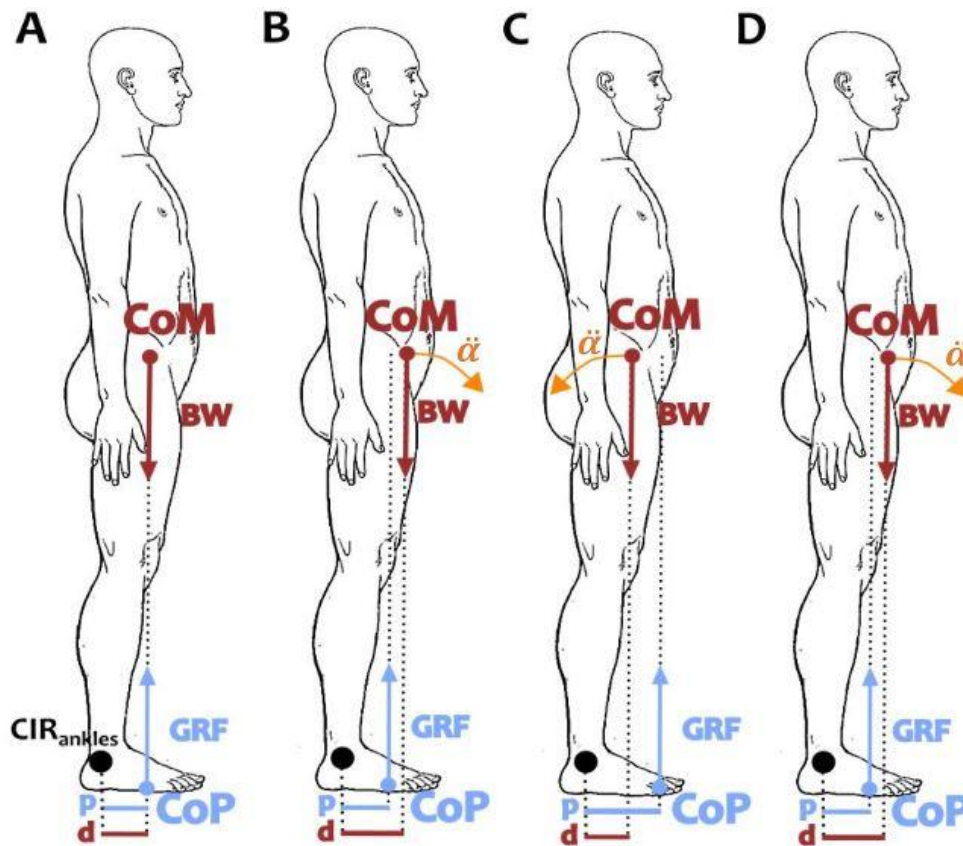 A B C D
CoM CoM CoM CoM
α̈ α̈ α̇
BW BW BW BW
CIRankles
GRF GRF GRF GRF
p CoP p CoP p CoP p CoP
d d d d